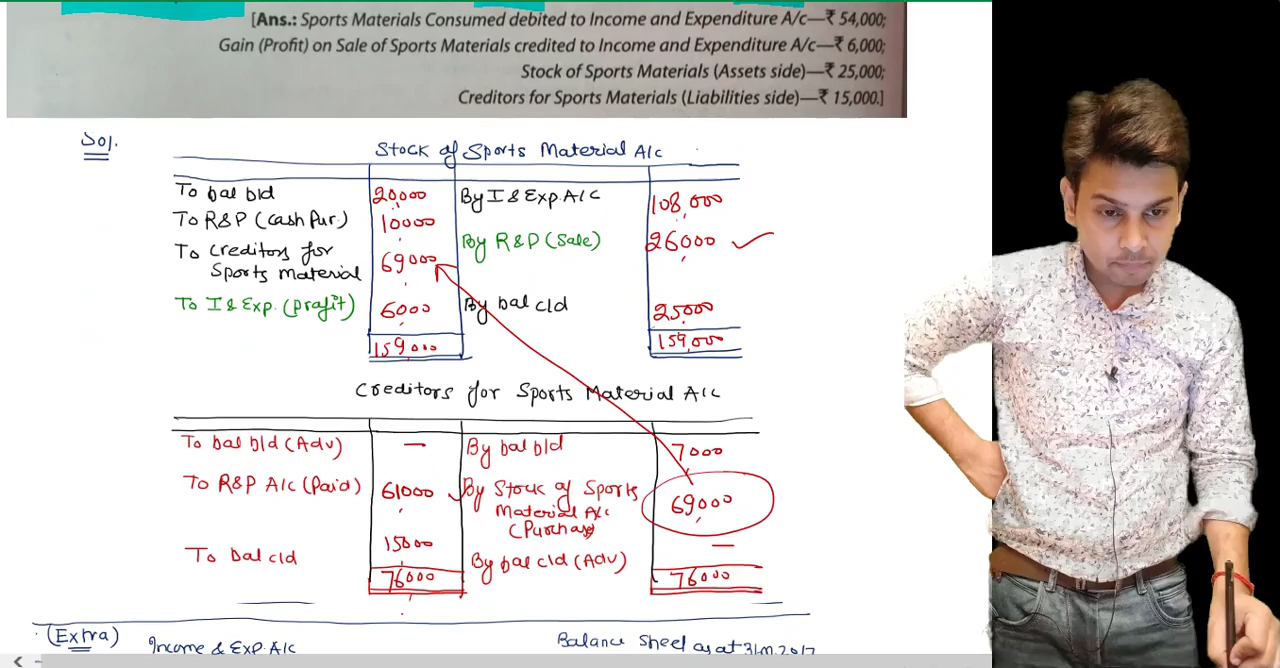 [Ans.: Sports Materials Consumed debited to Income and Expenditure A/c—₹ 54,000;
Gain (Profit) on Sale of Sports Materials credited to Income and Expenditure A/c—₹ 6,000;
Stock of Sports Materials (Assets side)—₹ 25,000;
Creditors for Sports Materials (Liabilities side)—₹ 15,000.]
Sol.
Stock of Sports Material A/c
To bal b/d 20000 By I & Exp. A/C 108,000
To R&P (Cash Pur.) 10000
By R&P (Sale) 26000
To Creditors for
Sports Material 69000
To I & Exp. (Profit) 6000 By bal c/d 25000
159000 159,000
Creditors for Sports Material A/c
To bal b/d (Adv) — By bal b/d 7000
To R&P A/c (Paid) 61000 By Stock of Sports
Material A/c 69000
(Purchase)
To bal c/d 15000
By bal c/d (Adv) —
76000 76000
(Extra) Income & Exp. A/c Balance Sheet as at